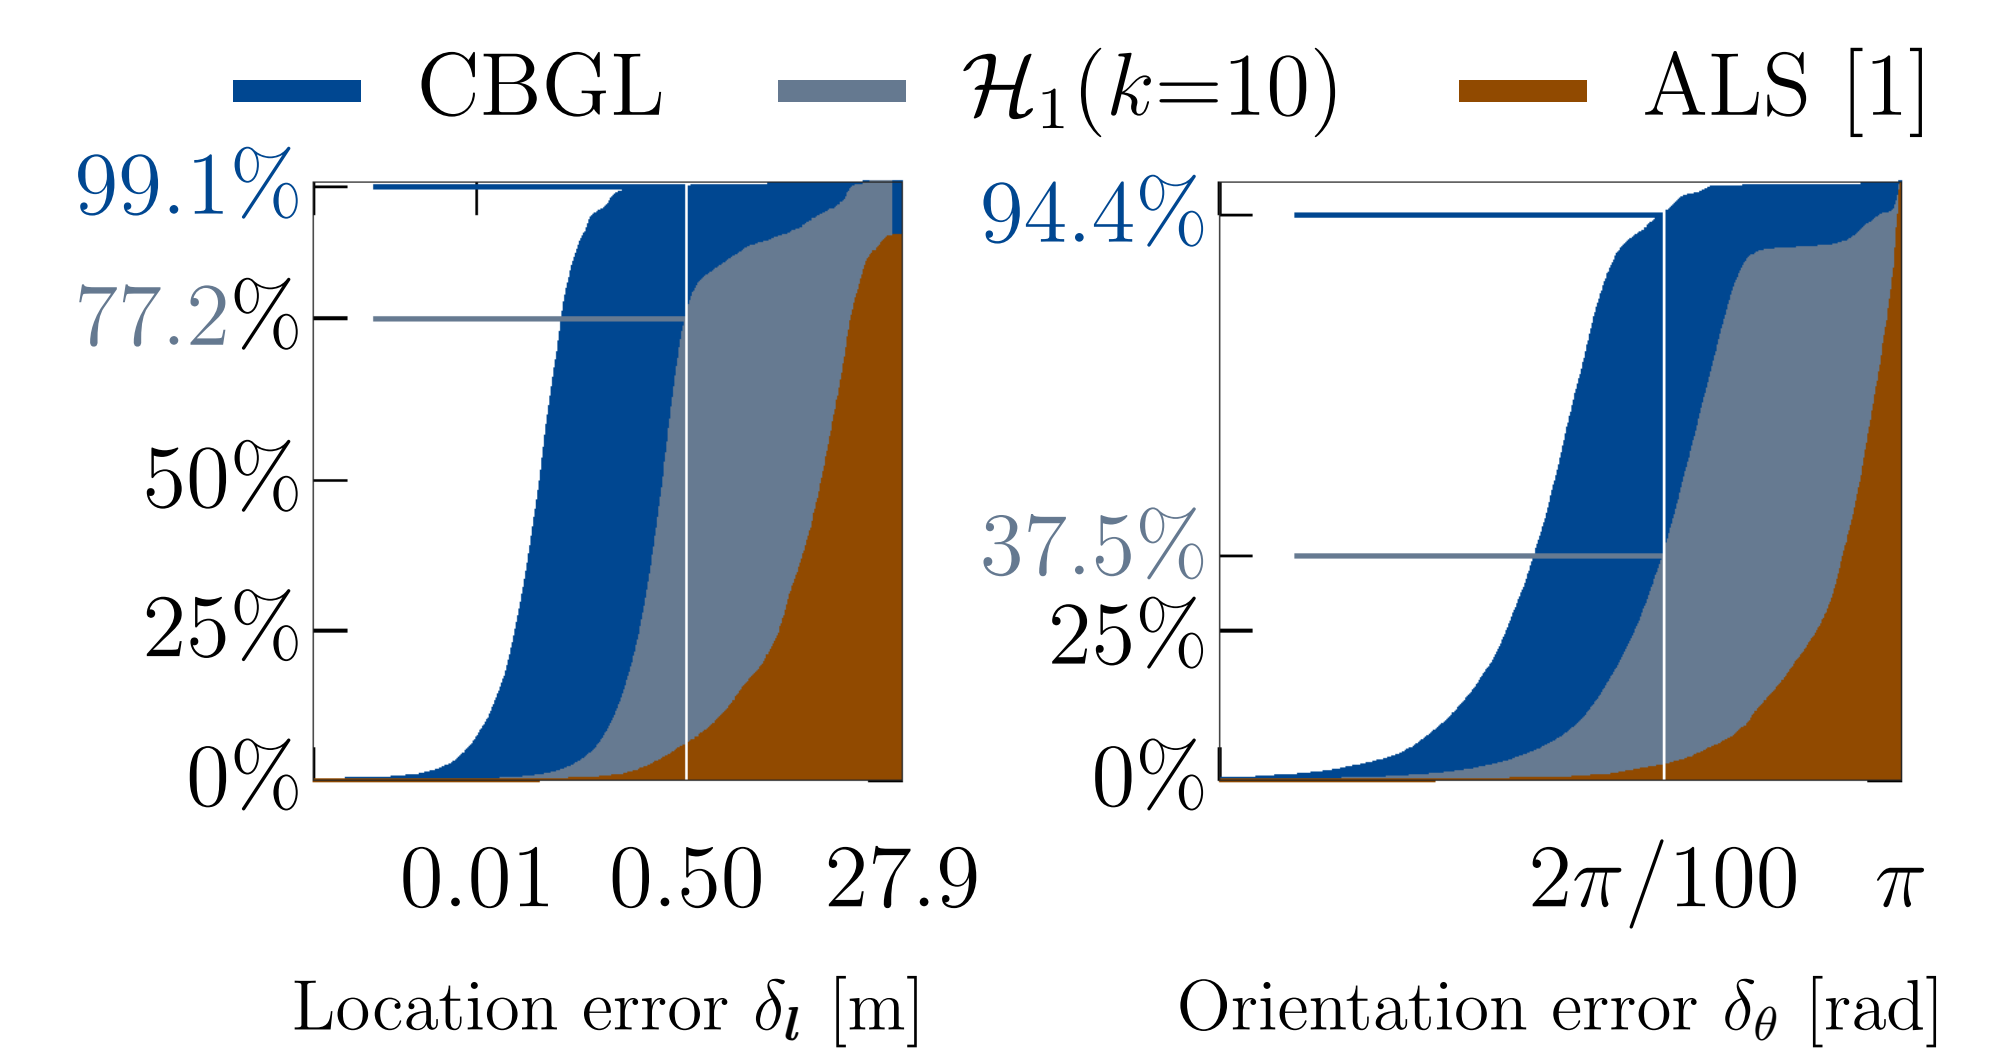 CBGL ℋ₁(k=10) ALS [1]
99.1%
77.2%
50%
25%
0%
0.01 0.50 27.9
Location error δₗ [m]
94.4%
37.5%
25%
0%
2π/100 π
Orientation error δ_θ [rad]